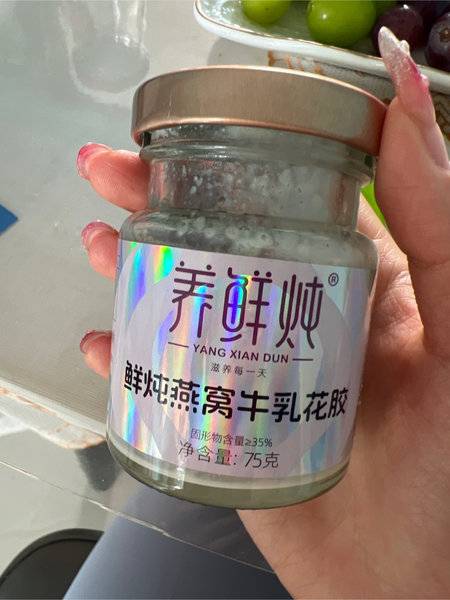 养鲜炖®
YANG XIAN DUN
滋养每一天
鲜炖燕窝牛乳花胶
固形物含量≥35%
净含量: 75克